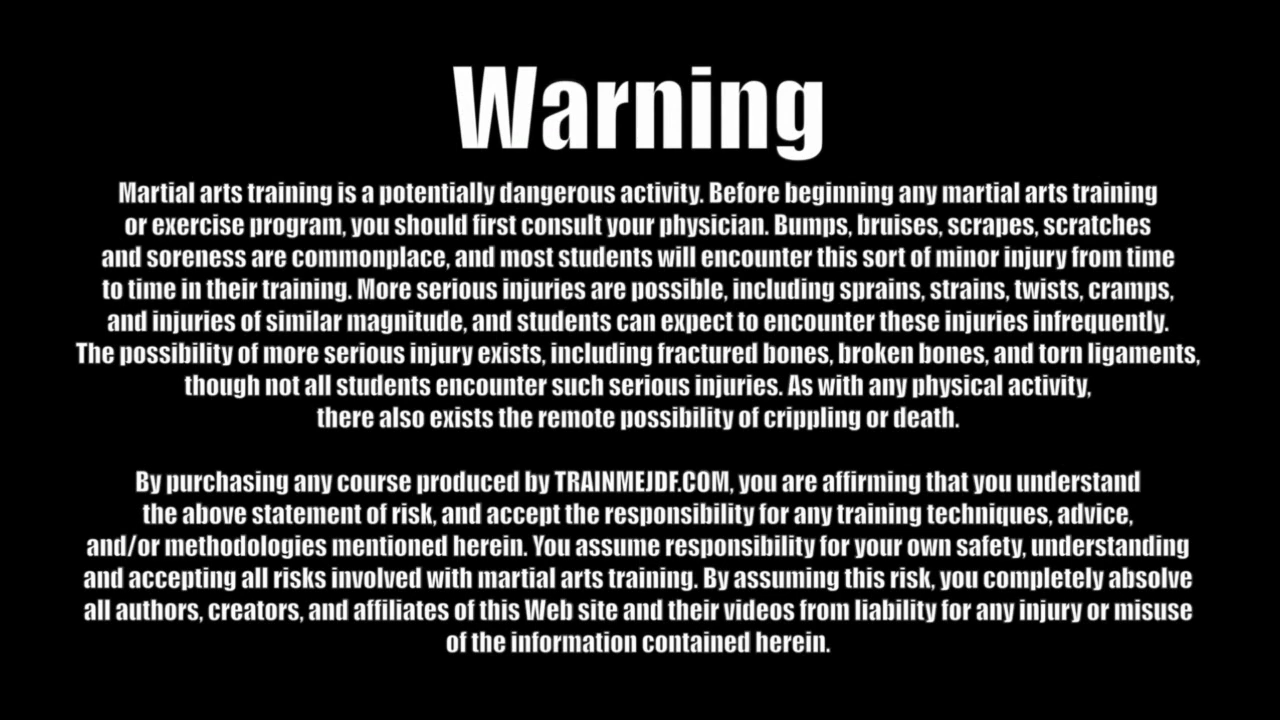 Warning
Martial arts training is a potentially dangerous activity. Before beginning any martial arts training
or exercise program, you should first consult your physician. Bumps, bruises, scrapes, scratches
and soreness are commonplace, and most students will encounter this sort of minor injury from time
to time in their training. More serious injuries are possible, including sprains, strains, twists, cramps,
and injuries of similar magnitude, and students can expect to encounter these injuries infrequently.
The possibility of more serious injury exists, including fractured bones, broken bones, and torn ligaments,
though not all students encounter such serious injuries. As with any physical activity,
there also exists the remote possibility of crippling or death.
By purchasing any course produced by TRAINMEJDF.COM, you are affirming that you understand
the above statement of risk, and accept the responsibility for any training techniques, advice,
and/or methodologies mentioned herein. You assume responsibility for your own safety, understanding
and accepting all risks involved with martial arts training. By assuming this risk, you completely absolve
all authors, creators, and affiliates of this Web site and their videos from liability for any injury or misuse
of the information contained herein.